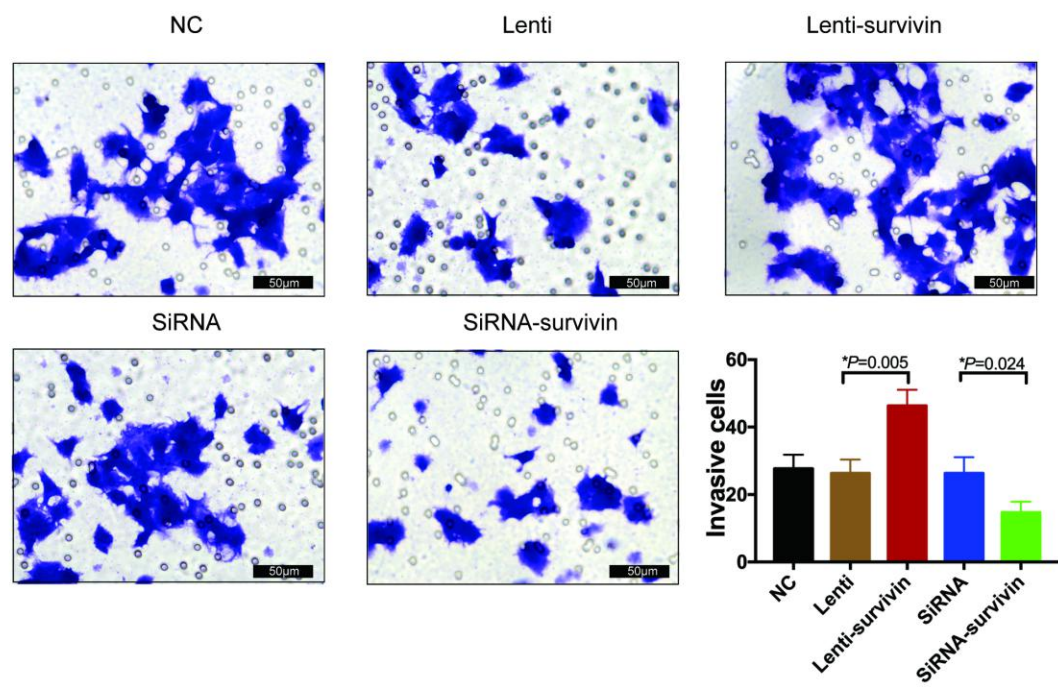 NC
Lenti
Lenti-survivin
50μm
50μm
50μm
SiRNA
SiRNA-survivin
50μm
50μm
Invasive cells
60
40
20
0
*P=0.005
*P=0.024
NC
Lenti
Lenti-survivin
SiRNA
SiRNA-survivin